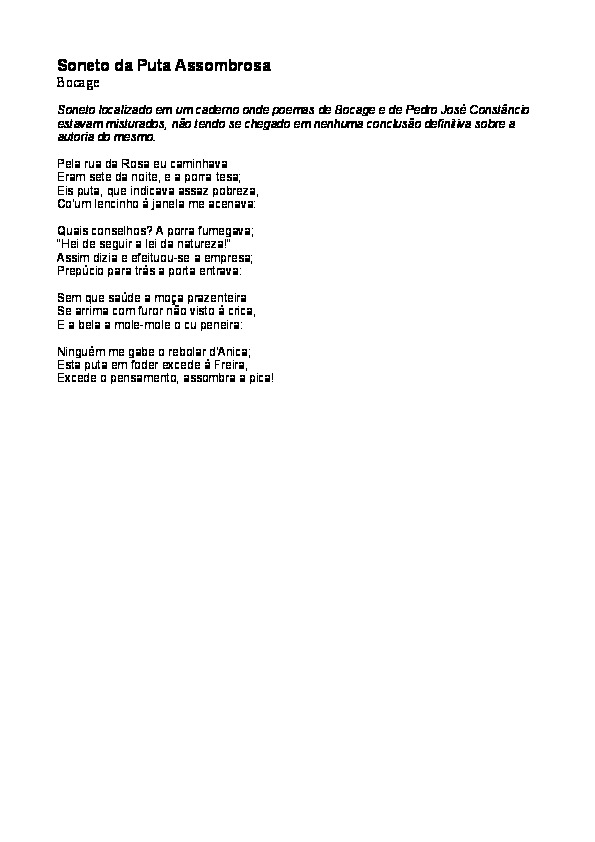 Soneto da Puta Assombrosa
Bocage
Soneto localizado em um caderno onde poemas de Bocage e de Pedro José Constâncio
estavam misturados, não tendo se chegado em nenhuma conclusão definitiva sobre a
autoria do mesmo.
Pela rua da Rosa eu caminhava
Eram sete da noite, e a porra tesa;
Eis puta, que indicava assaz pobreza,
Co'um lencinho à janela me acenava:
Quais conselhos? A porra fumegava;
"Hei de seguir a lei da natureza!"
Assim dizia e efeituou-se a empresa;
Prepúcio para trás a porta entrava:
Sem que saúde a moça prazenteira
Se arrima com furor não visto à crica,
E a bela a mole-mole o cu peneira:
Ninguém me gabe o rebolar d'Anica;
Esta puta em foder excede à Freira,
Excede o pensamento, assombra a pica!